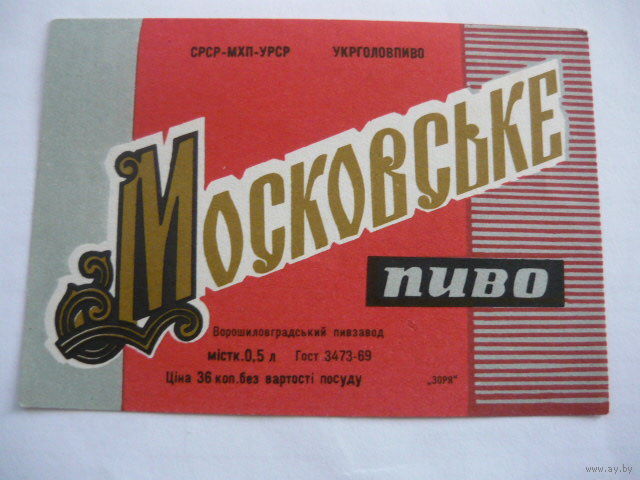 СРСР-МХП-УРСР УКРГОЛОВПИВО
Московське
пиво
Ворошиловградський пивзавод
містк.0,5 л Гост 3473-69
Ціна 36 коп.без вартості посуду
„ЗОРЯ"
www.ay.by